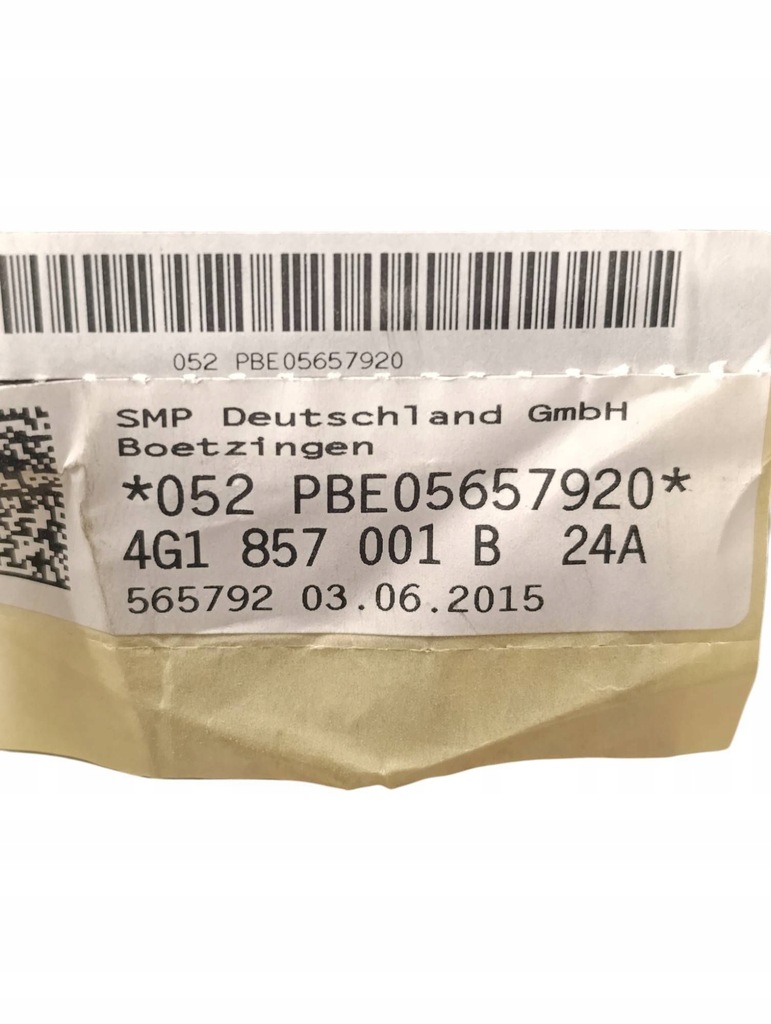 052 PBE05657920
SMP Deutschland GmbH
Boetzingen
*052 PBE05657920*
4G1 857 001 B 24A
565792 03.06.2015